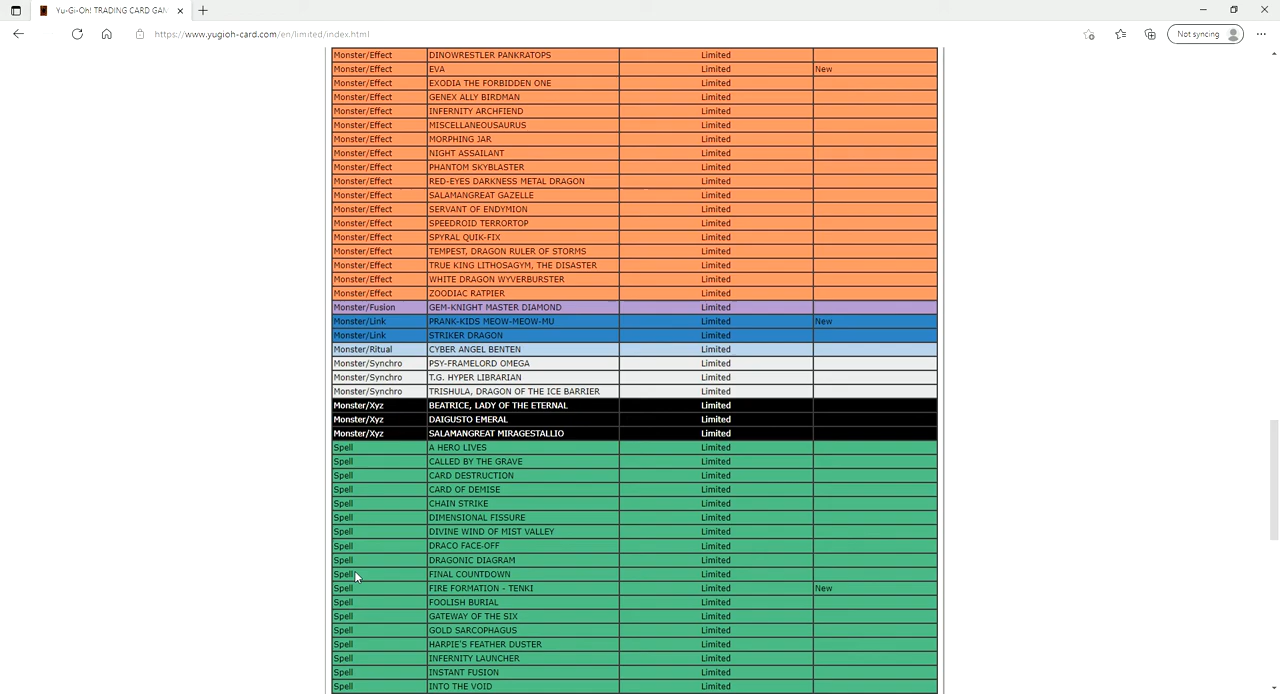 Yu-Gi-Oh! TRADING CARD GAM
https://www.yugioh-card.com/en/limited/index.html
Not syncing
Monster/Effect DINOWRESTLER PANKRATOPS Limited
Monster/Effect EVA Limited New
Monster/Effect EXODIA THE FORBIDDEN ONE Limited
Monster/Effect GENEX ALLY BIRDMAN Limited
Monster/Effect INFERNITY ARCHFIEND Limited
Monster/Effect MISCELLANEOUSAURUS Limited
Monster/Effect MORPHING JAR Limited
Monster/Effect NIGHT ASSAILANT Limited
Monster/Effect PHANTOM SKYBLASTER Limited
Monster/Effect RED-EYES DARKNESS METAL DRAGON Limited
Monster/Effect SALAMANGREAT GAZELLE Limited
Monster/Effect SERVANT OF ENDYMION Limited
Monster/Effect SPEEDROID TERRORTOP Limited
Monster/Effect SPYRAL QUIK-FIX Limited
Monster/Effect TEMPEST, DRAGON RULER OF STORMS Limited
Monster/Effect TRUE KING LITHOSAGYM, THE DISASTER Limited
Monster/Effect WHITE DRAGON WYVERBURSTER Limited
Monster/Effect ZOODIAC RATPIER Limited
Monster/Fusion GEM-KNIGHT MASTER DIAMOND Limited
Monster/Link PRANK-KIDS MEOW-MEOW-MU Limited New
Monster/Link STRIKER DRAGON Limited
Monster/Ritual CYBER ANGEL BENTEN Limited
Monster/Synchro PSY-FRAMELORD OMEGA Limited
Monster/Synchro T.G. HYPER LIBRARIAN Limited
Monster/Synchro TRISHULA, DRAGON OF THE ICE BARRIER Limited
Monster/Xyz BEATRICE, LADY OF THE ETERNAL Limited
Monster/Xyz DAIGUSTO EMERAL Limited
Monster/Xyz SALAMANGREAT MIRAGESTALLIO Limited
Spell A HERO LIVES Limited
Spell CALLED BY THE GRAVE Limited
Spell CARD DESTRUCTION Limited
Spell CARD OF DEMISE Limited
Spell CHAIN STRIKE Limited
Spell DIMENSIONAL FISSURE Limited
Spell DIVINE WIND OF MIST VALLEY Limited
Spell DRACO FACE-OFF Limited
Spell DRAGONIC DIAGRAM Limited
Spell FINAL COUNTDOWN Limited
Spell FIRE FORMATION - TENKI Limited New
Spell FOOLISH BURIAL Limited
Spell GATEWAY OF THE SIX Limited
Spell GOLD SARCOPHAGUS Limited
Spell HARPIE'S FEATHER DUSTER Limited
Spell INFERNITY LAUNCHER Limited
Spell INSTANT FUSION Limited
Spell INTO THE VOID Limited